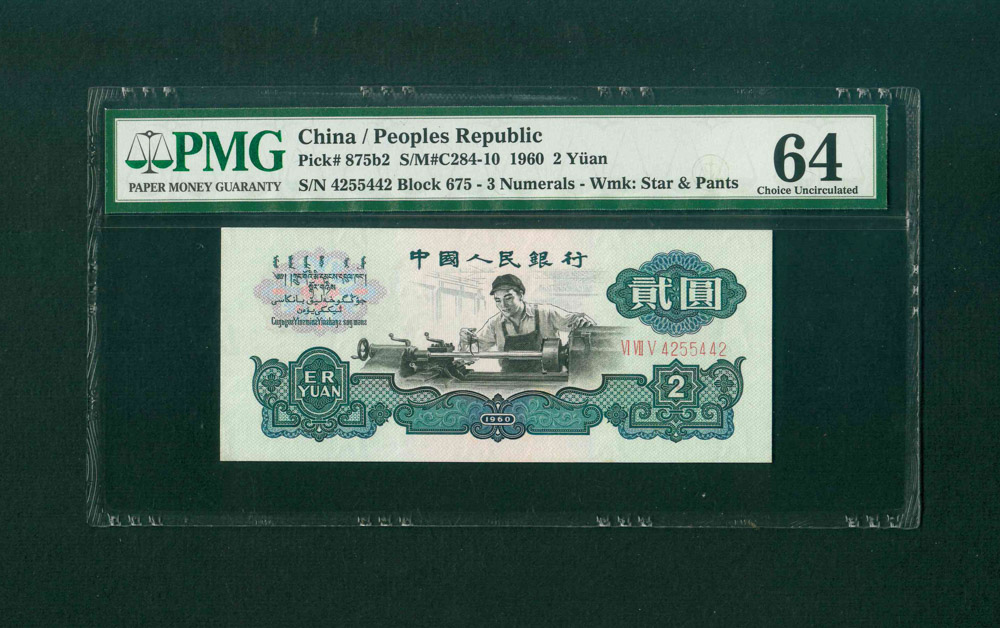 PMG
PAPER MONEY GUARANTY
China / Peoples Republic
Pick# 875b2 S/M#C284-10 1960 2 Yüan
S/N 4255442 Block 675 - 3 Numerals - Wmk: Star & Pants
64
Choice Uncirculated
中國人民銀行
貳圓
VI VII V 4255442
ER
YUAN
1960
2